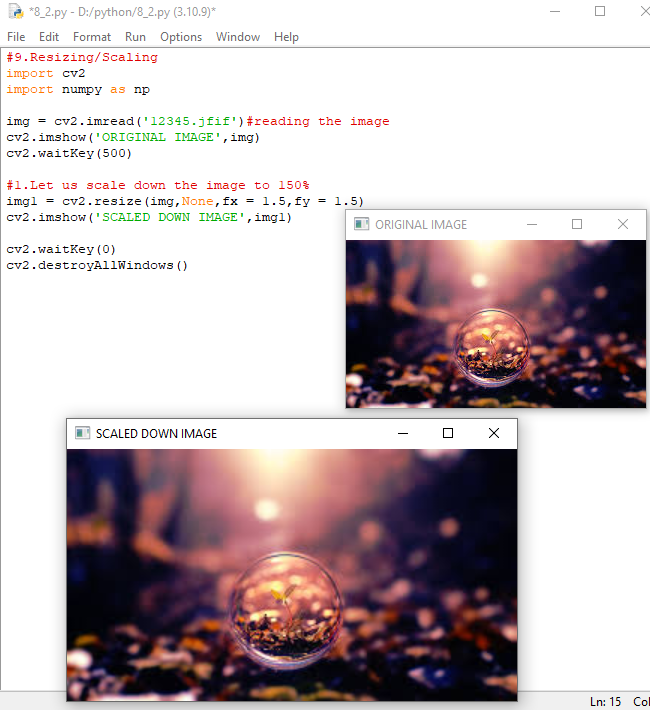 *8_2.py - D:/python/8_2.py (3.10.9)*
File Edit Format Run Options Window Help
#9.Resizing/Scaling
import cv2
import numpy as np
img = cv2.imread('12345.jfif')#reading the image
cv2.imshow('ORIGINAL IMAGE',img)
cv2.waitKey(500)
#1.Let us scale down the image to 150%
img1 = cv2.resize(img,None,fx = 1.5,fy = 1.5)
cv2.imshow('SCALED DOWN IMAGE',img1)
cv2.waitKey(0)
cv2.destroyAllWindows()
ORIGINAL IMAGE
SCALED DOWN IMAGE
Ln: 15 Col